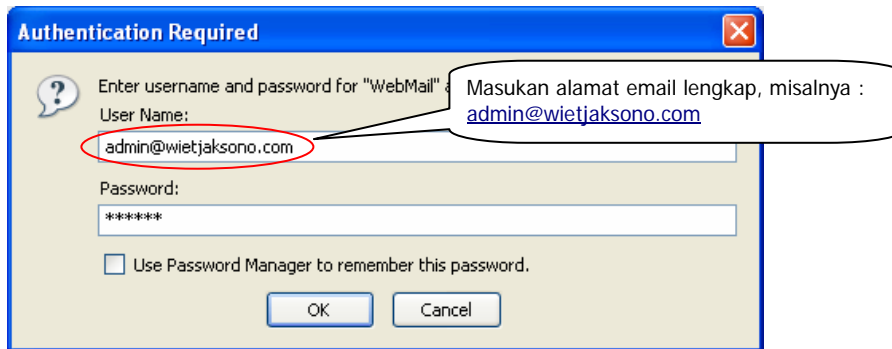 Authentication Required
Enter username and password for "WebMail"
Masukan alamat email lengkap, misalnya :
admin@wietjaksono.com
User Name:
admin@wietjaksono.com
Password:
******
Use Password Manager to remember this password.
OK
Cancel